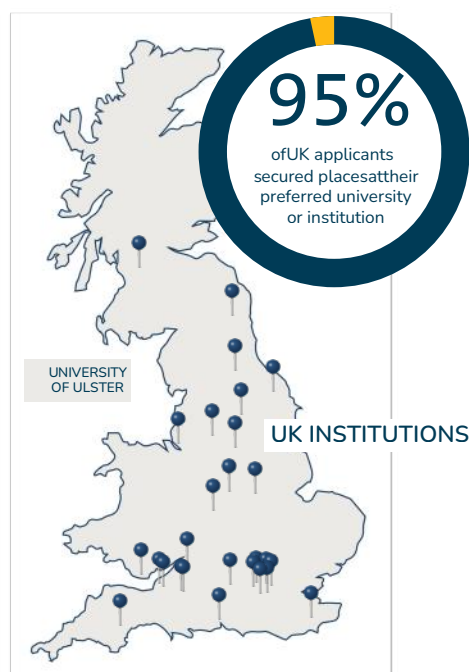 95%
ofUK applicants
secured placesattheir
preferred university
or institution
UNIVERSITY
OF ULSTER
UK INSTITUTIONS